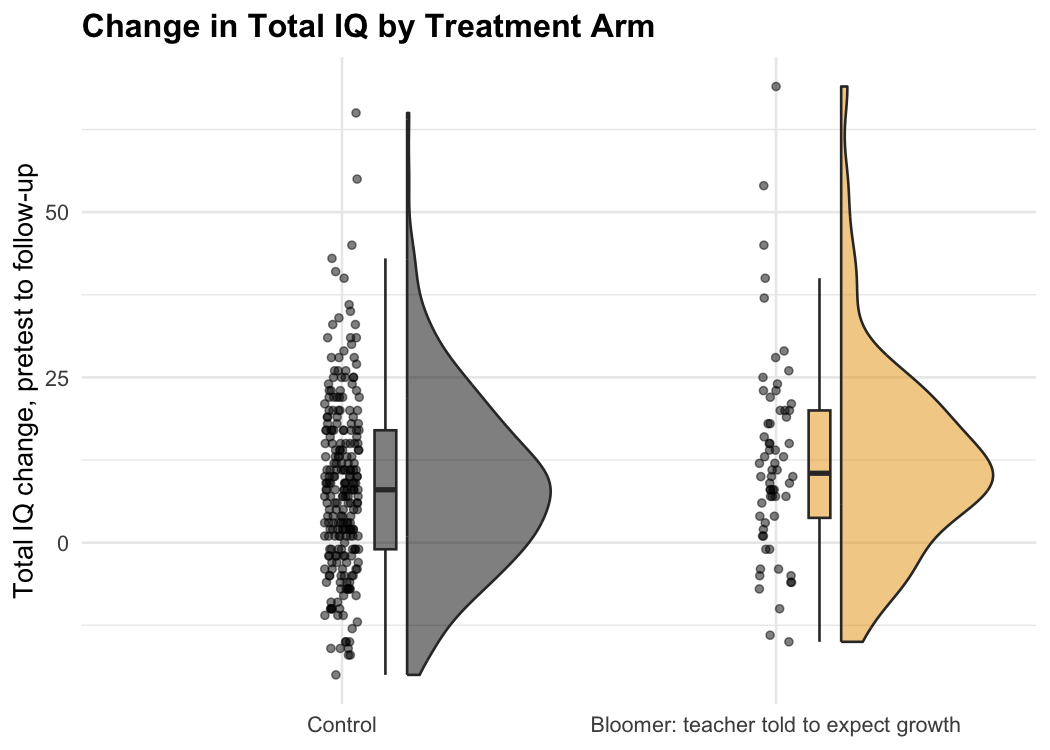 Change in Total IQ by Treatment Arm
Total IQ change, pretest to follow-up
50
25
0
Control
Bloomer: teacher told to expect growth